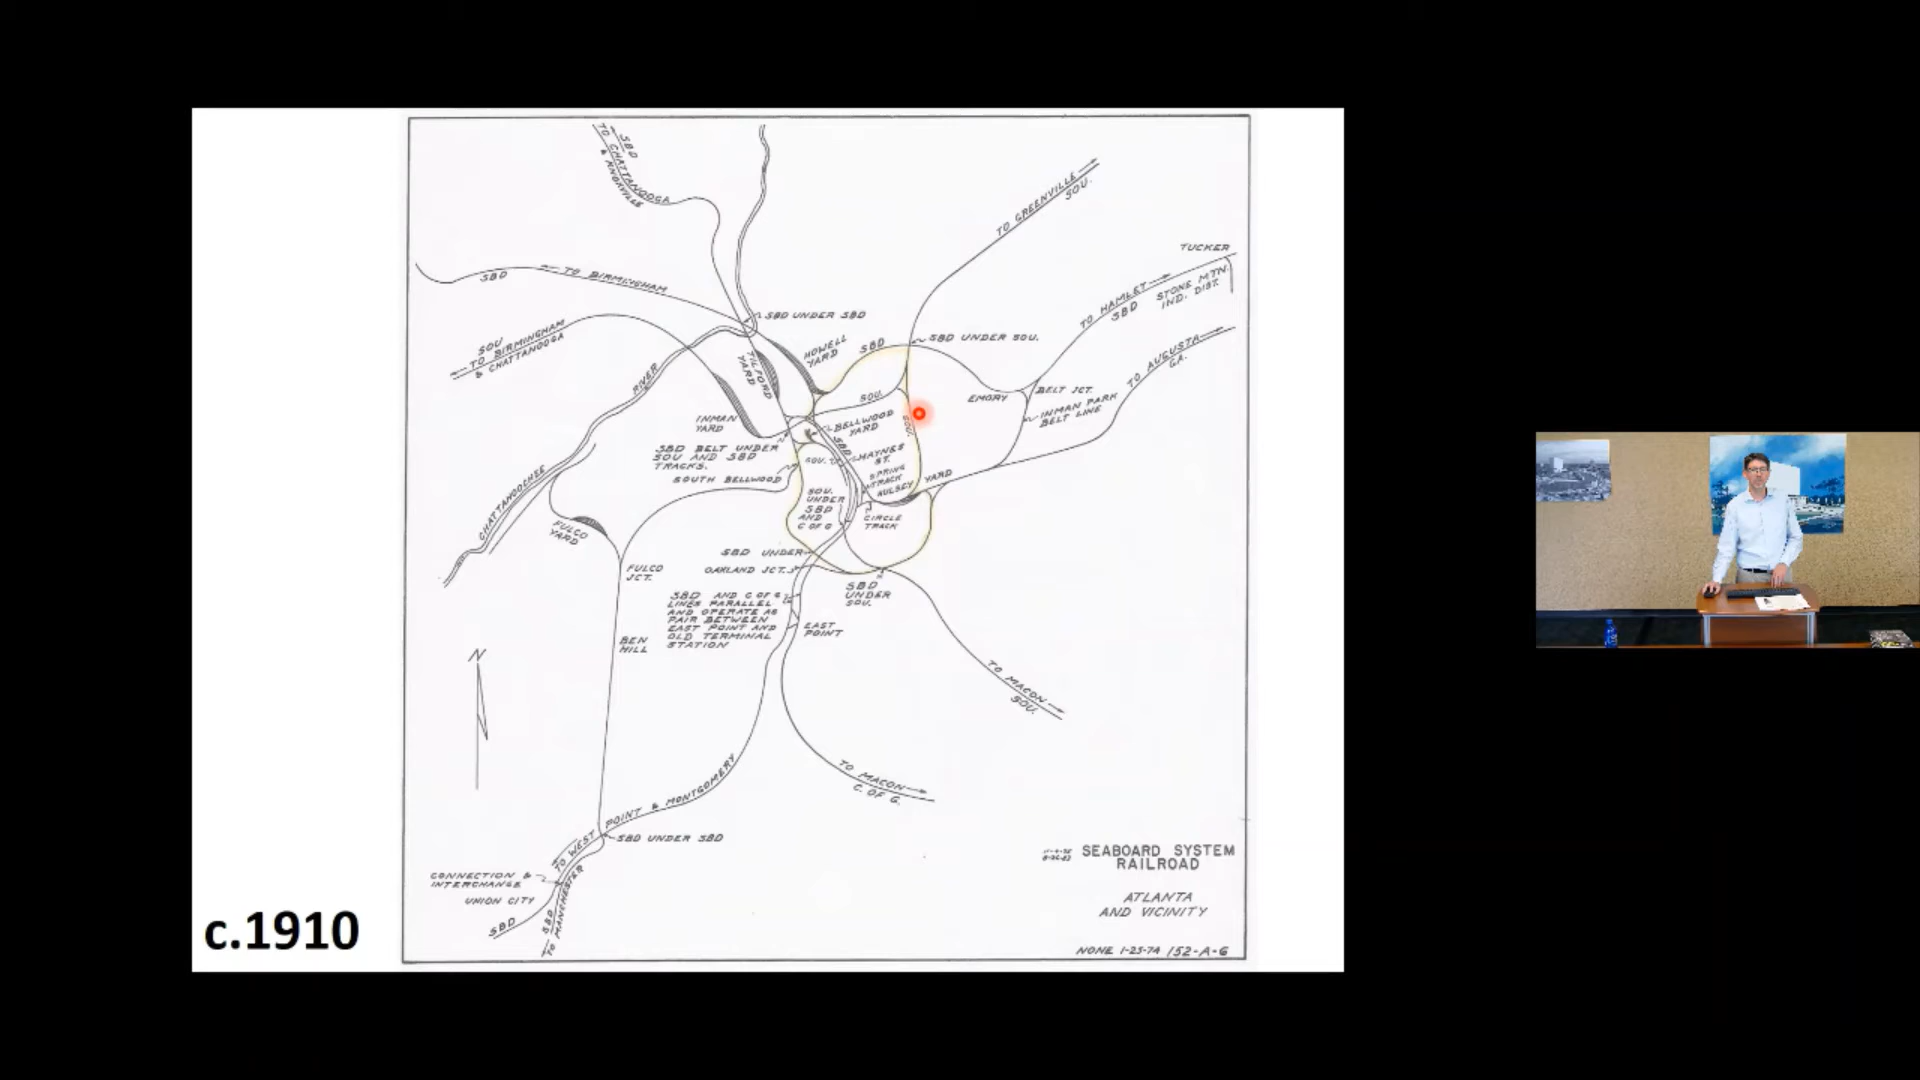 SBD
TO CHATTANOOGA
& KNOXVILLE
TO GREENVILLE
SOU.
TUCKER
SBD
TO BIRMINGHAM
TO HAMLET
SBD
STONE MTN.
IND. DIST.
SBD UNDER SBD
SOU
TO BIRMINGHAM
& CHATTANOOGA
HOWELL
YARD
SBD
SBD UNDER SOU.
TO AUGUSTA
GA.
TILFORD
YARD
RIVER
BELT JCT.
EMORY
INMAN PARK
BELT LINE
SOU.
INMAN
YARD
BELLWOOD
YARD
SOU.
SBD BELT UNDER
SOU AND SBD
TRACKS.
SBD
SOU.
HAYNES
ST.
SPRING
TRACK
HULSEY YARD
SOUTH BELLWOOD
CHATTAHOOCHEE
SOU.
UNDER
SBD
AND
C OF G
CIRCLE
TRACK
FULCO
YARD
SBD UNDER
FULCO
JCT.
OAKLAND JCT.
SBD
UNDER
SOU.
SBD AND C OF G
LINES PARALLEL
AND OPERATE AS
PAIR BETWEEN
EAST POINT AND
OLD TERMINAL
STATION
EAST
POINT
BEN
HILL
N
TO MACON
SOU.
TO MACON
C. OF G.
TO WEST POINT & MONTGOMERY
SBD UNDER SBD
CONNECTION &
INTERCHANGE
UNION CITY
SBD
SBD
TO MANCHESTER
SEABOARD SYSTEM
RAILROAD
ATLANTA
AND VICINITY
NONE 1-25-74 152-A-6
c.1910